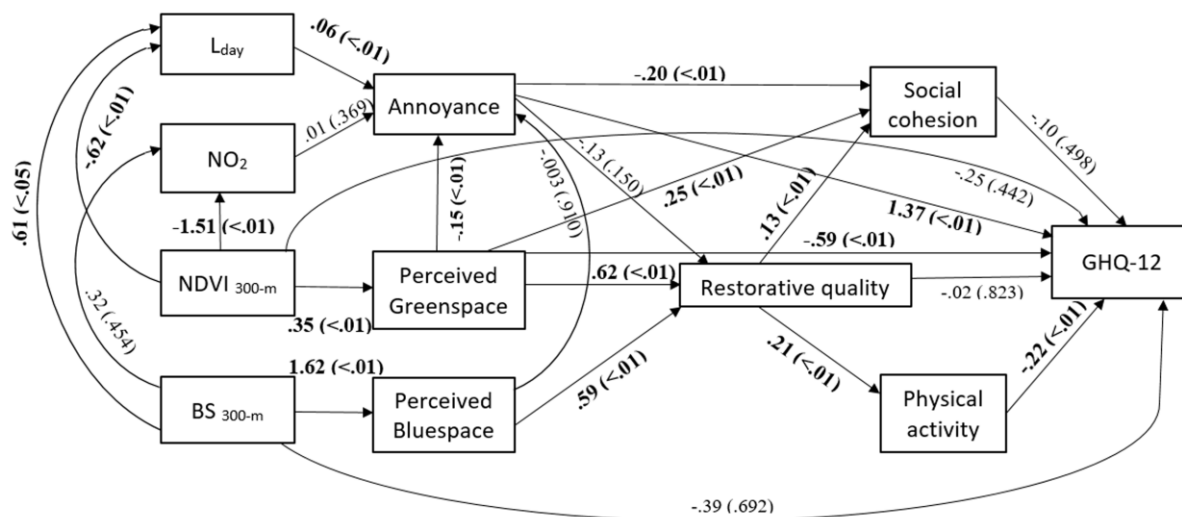 Lday
.06 (<.01)
-.20 (<.01)
Annoyance
Social
cohesion
-.62 (<.01)
.01 (.369)
NO2
-.10 (.498)
-.13 (.150)
-.003 (.910)
.25 (<.01)
-.25 (.442)
.61 (<.05)
-.15 (<.01)
.13 (<.01)
1.37 (<.01)
-1.51 (<.01)
-.59 (<.01)
GHQ-12
NDVI 300-m
Perceived
Greenspace
.62 (<.01)
Restorative quality
-.02 (.823)
.35 (<.01)
.32 (.454)
1.62 (<.01)
.59 (<.01)
.21 (<.01)
-.22 (<.01)
BS 300-m
Perceived
Bluespace
Physical
activity
-.39 (.692)